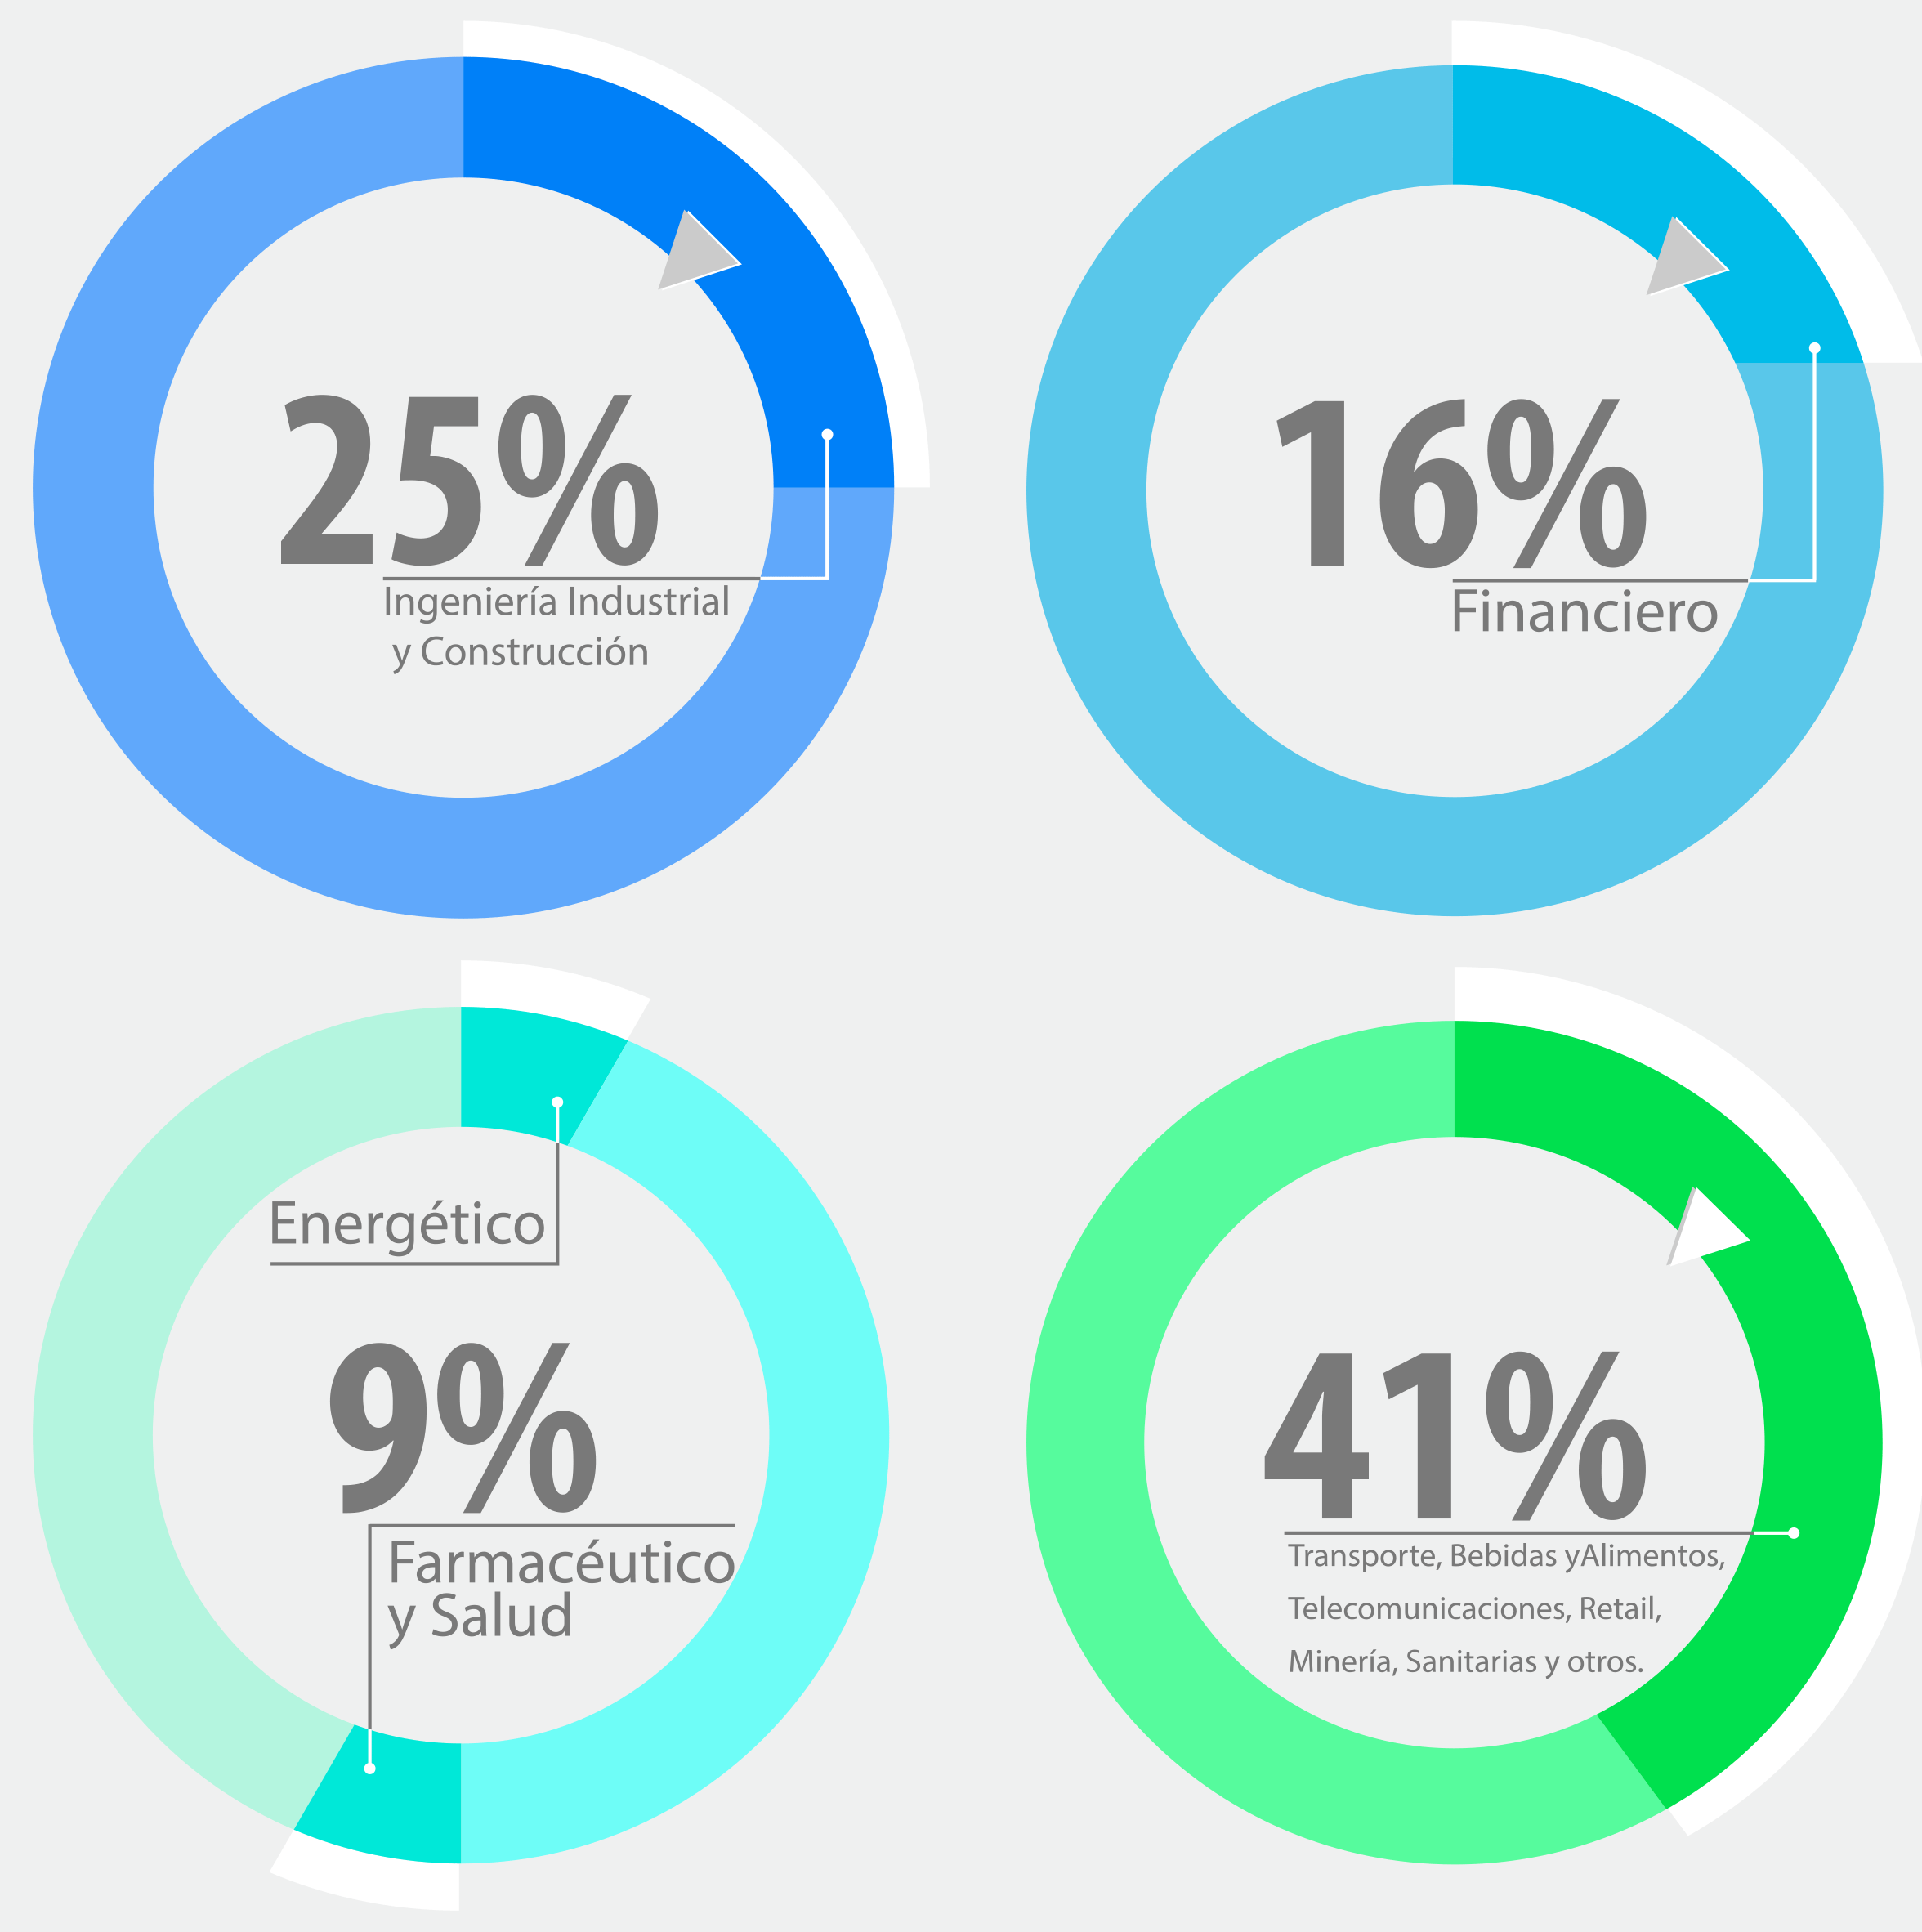 25%
Ingeniería Industrial
y Construcción
16%
Financiero
Energético
9%
Farmacéutico
y Salud
41%
Transporte, Bebidas yAlimentos,
Telecomunicaciones, Retail,
Minería, Sanitarias y otros.